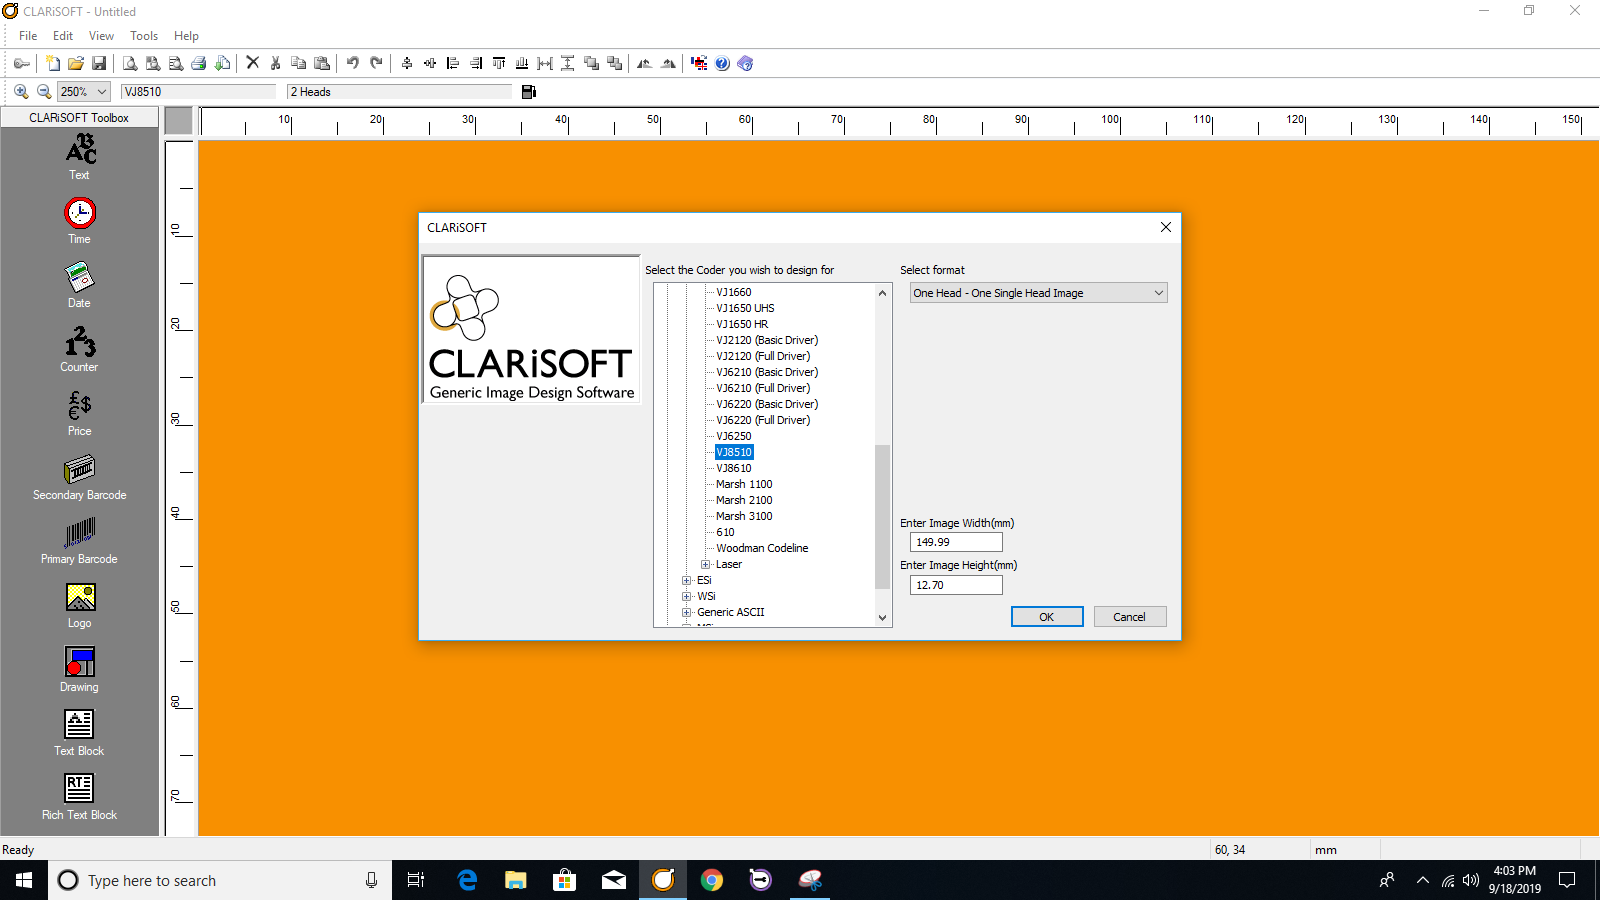 CLARiSOFT - Untitled
File Edit View Tools Help
250% VJ8510 2 Heads
CLARiSOFT Toolbox
10 20 30 40 50 60 70 80 90 100 110 120 130 140 150
Text
Time
Date
Counter
Price
Secondary Barcode
Primary Barcode
Logo
Drawing
Text Block
Rich Text Block
10
20
30
40
50
60
70
CLARiSOFT
CLARiSOFT
Generic Image Design Software
Select the Coder you wish to design for
VJ1660
VJ1650 UHS
VJ1650 HR
VJ2120 (Basic Driver)
VJ2120 (Full Driver)
VJ6210 (Basic Driver)
VJ6210 (Full Driver)
VJ6220 (Basic Driver)
VJ6220 (Full Driver)
VJ6250
VJ8510
VJ8610
Marsh 1100
Marsh 2100
Marsh 3100
610
Woodman Codeline
Laser
ESi
WSi
Generic ASCII
Select format
One Head - One Single Head Image
Enter Image Width(mm)
149.99
Enter Image Height(mm)
12.70
OK Cancel
Ready 60, 34 mm
Type here to search
4:03 PM
9/18/2019